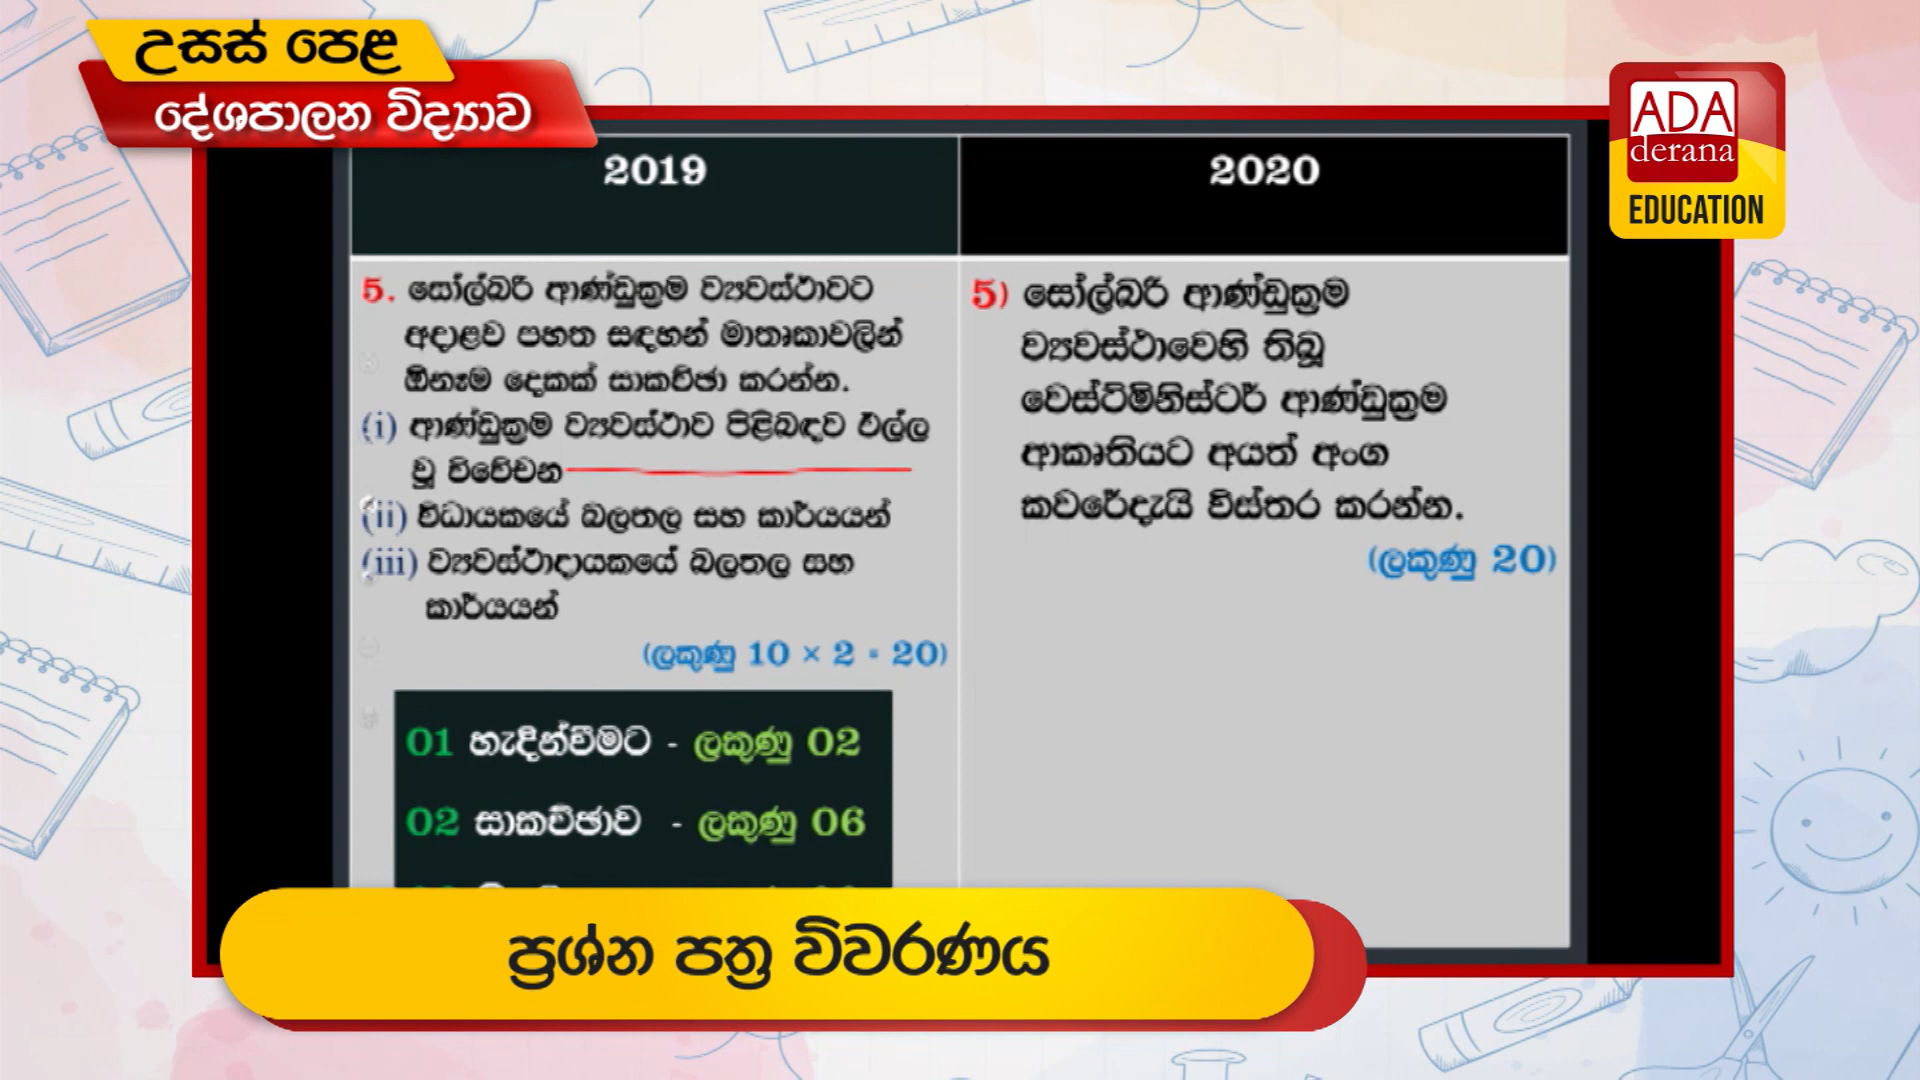 උසස් පෙළ
දේශපාලන විද්‍යාව
ADA
derana
EDUCATION
2019
5. සෝල්බරි ආණ්ඩුක්‍රම ව්‍යවස්ථාවට
අදාළව පහත සඳහන් මාතෘකාවලින්
ඕනෑම දෙකක් සාකච්ඡා කරන්න.
(i) ආණ්ඩුක්‍රම ව්‍යවස්ථාව පිළිබඳව එල්ල
වූ විවේචන
(ii) විධායකයේ බලතල සහ කාර්යයන්
(iii) ව්‍යවස්ථාදායකයේ බලතල සහ
කාර්යයන්
(ලකුණු 10 × 2 = 20)
01 හැඳින්වීමට - ලකුණු 02
02 සාකච්ඡාව - ලකුණු 06
2020
5) සෝල්බරි ආණ්ඩුක්‍රම
ව්‍යවස්ථාවෙහි තිබූ
වෙස්ට්මිනිස්ටර් ආණ්ඩුක්‍රම
ආකෘතියට අයත් අංග
කවරේදැයි විස්තර කරන්න.
(ලකුණු 20)
ප්‍රශ්න පත්‍ර විවරණය